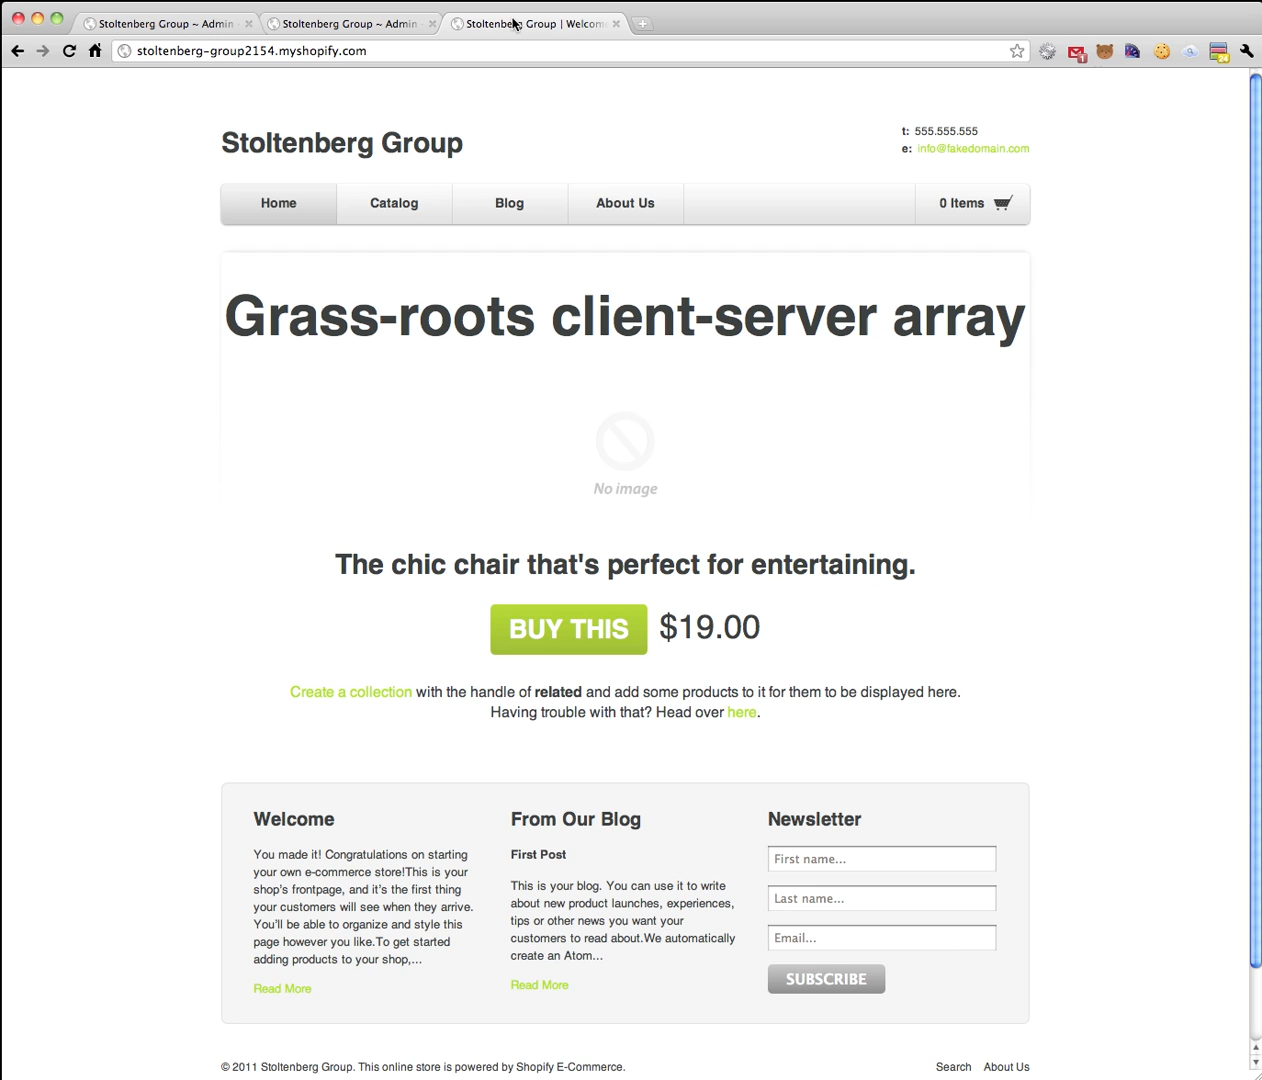 Stoltenberg Group ~ Admin
Stoltenberg Group ~ Admin
Stoltenberg Group | Welcom
stoltenberg-group2154.myshopify.com
1
24
Stoltenberg Group
t: 555.555.555
e: info@fakedomain.com
Home
Catalog
Blog
About Us
0 Items
Grass-roots client-server array
No image
The chic chair that's perfect for entertaining.
BUY THIS $19.00
Create a collection with the handle of related and add some products to it for them to be displayed here.
Having trouble with that? Head over here.
Welcome
You made it! Congratulations on starting
your own e-commerce store!This is your
shop's frontpage, and it's the first thing
your customers will see when they arrive.
You'll be able to organize and style this
page however you like.To get started
adding products to your shop,...
Read More
From Our Blog
First Post
This is your blog. You can use it to write
about new product launches, experiences,
tips or other news you want your
customers to read about.We automatically
create an Atom...
Read More
Newsletter
First name...
Last name...
Email...
SUBSCRIBE
© 2011 Stoltenberg Group. This online store is powered by Shopify E-Commerce.
Search About Us